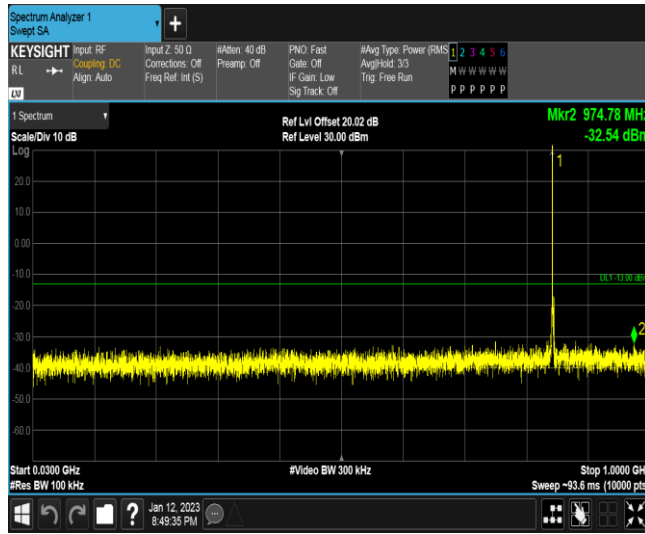 Spectrum Analyzer 1
Swept SA
+
KEYSIGHT Input: RF Input Z: 50 Ω #Atten: 40 dB PNO: Fast #Avg Type: Power (RMS 1 2 3 4 5 6
RL Coupling: DC Corrections: Off Preamp: Off Gate: Off Avg|Hold: 3/3 M W W W W W
Align: Auto Freq Ref: Int (S) IF Gain: Low Trig: Free Run
LXI Sig Track: Off P P P P P P
1 Spectrum Ref Lvl Offset 20.02 dB Mkr2 974.78 MHz
Scale/Div 10 dB Ref Level 30.00 dBm -32.54 dBm
Log
1
20.0
10.0
0.00
-10.0 DL1 -13.00 dBm
-20.0
-30.0 2
-40.0
-50.0
-60.0
Start 0.0300 GHz #Video BW 300 kHz Stop 1.0000 GH
#Res BW 100 kHz Sweep ~93.6 ms (10000 pts
? Jan 12, 2023
8:49:35 PM